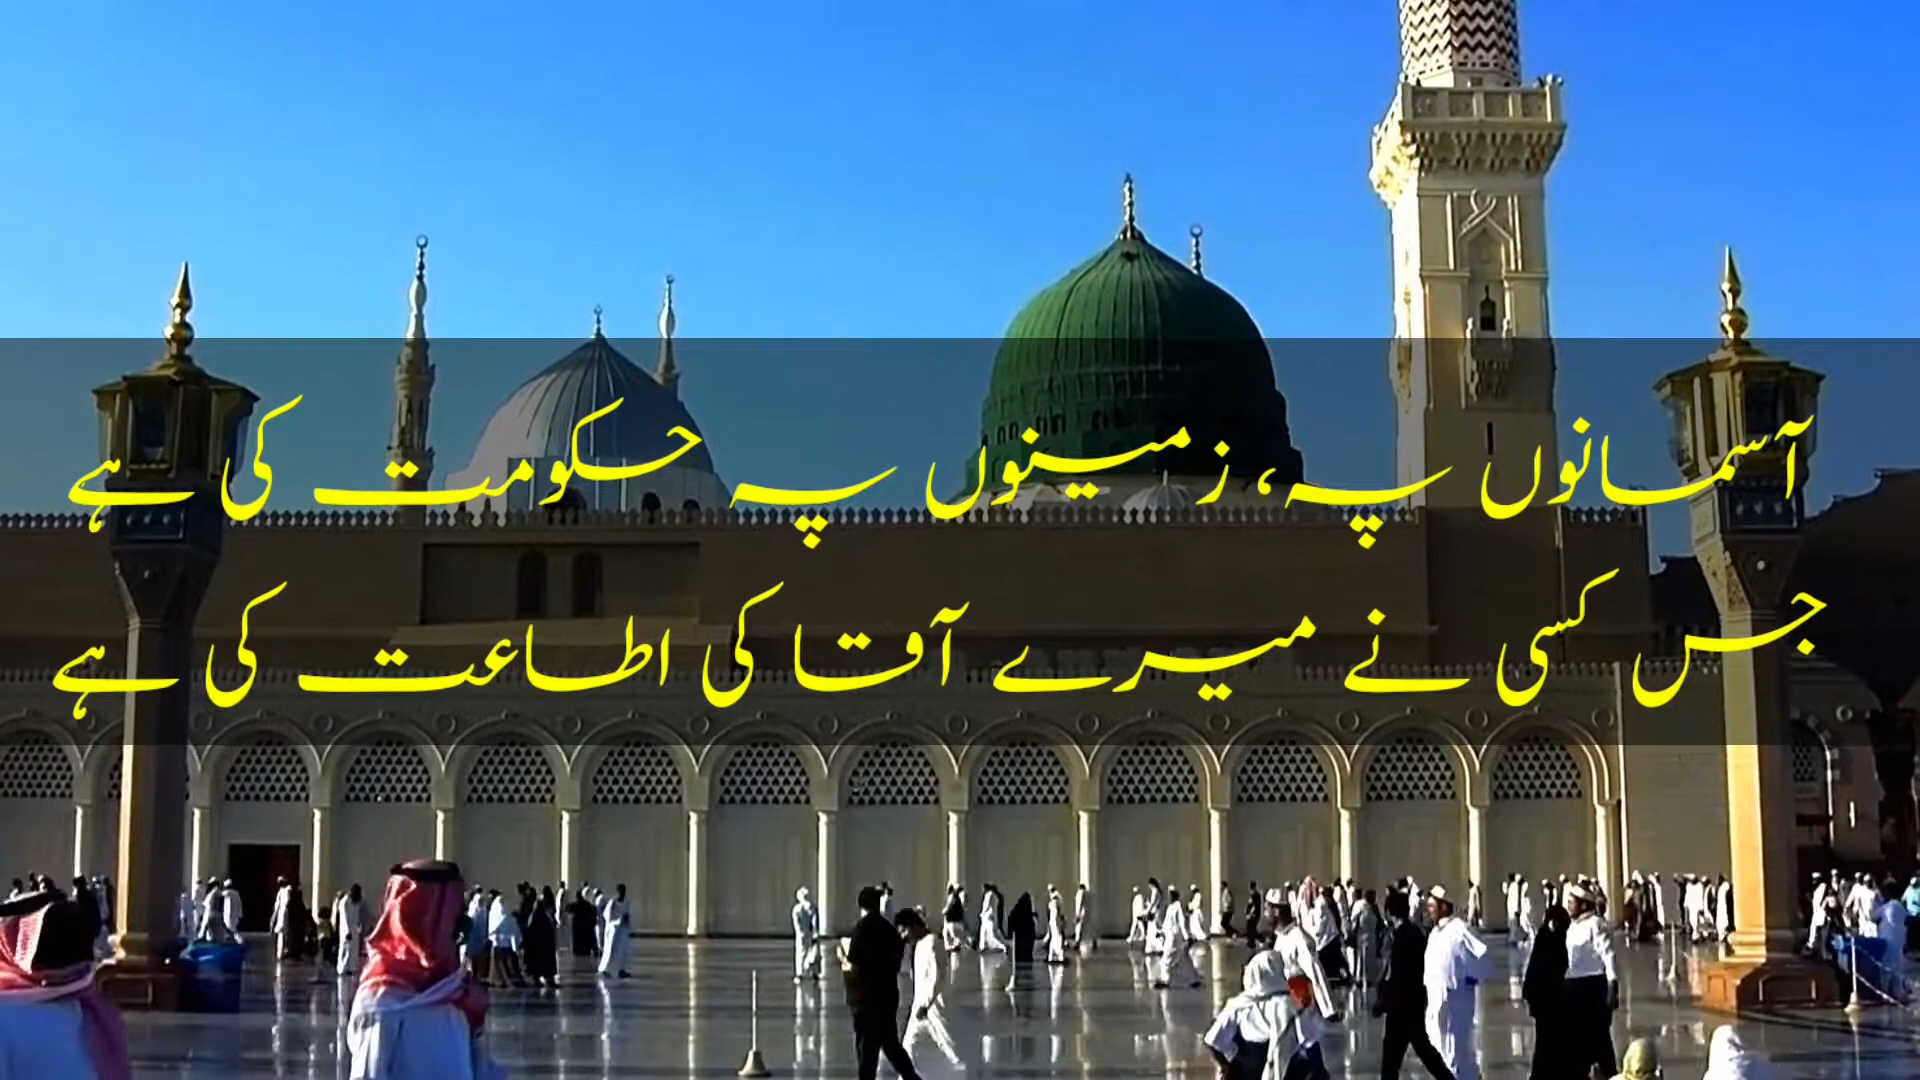 آسمانوں پہ، زمینوں پہ حکومت کی ہے
جس کسی نے میرے آقا کی اطاعت کی ہے